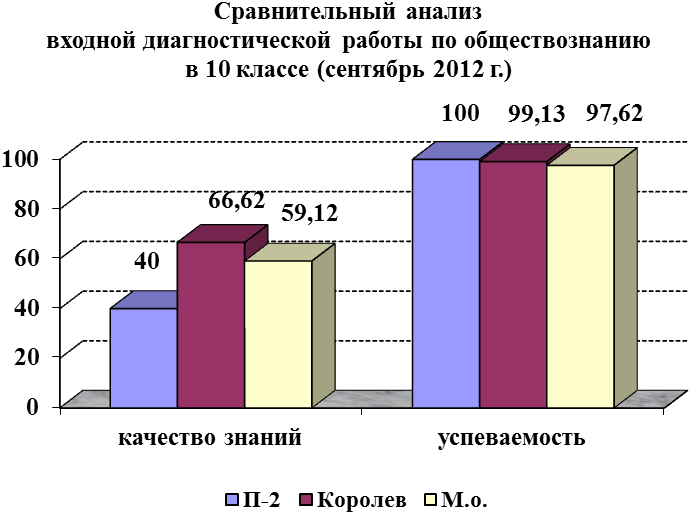 Сравнительный анализ
входной диагностической работы по обществознанию
в 10 классе (сентябрь 2012 г.)
100 99,13 97,62
100
80
66,62
59,12
60
40
40
20
0
качество знаний успеваемость
П-2 Королев М.о.